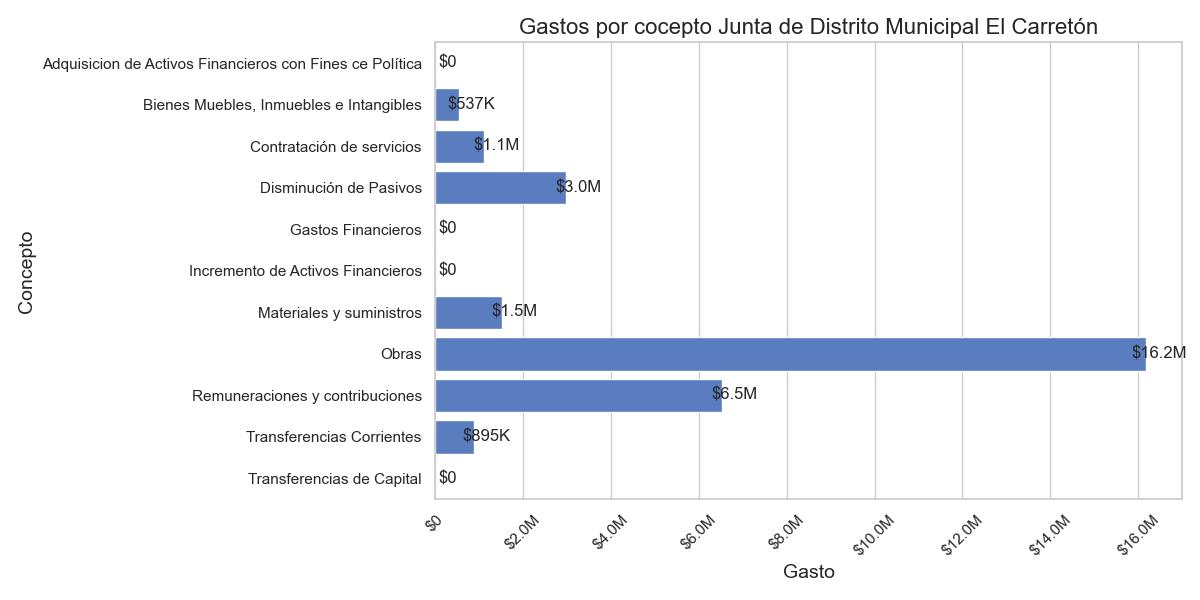 Gastos por cocepto Junta de Distrito Municipal El Carretón
Concepto
Adquisicion de Activos Financieros con Fines ce Política $0
Bienes Muebles, Inmuebles e Intangibles $537K
Contratación de servicios $1.1M
Disminución de Pasivos $3.0M
Gastos Financieros $0
Incremento de Activos Financieros $0
Materiales y suministros $1.5M
Obras $16.2M
Remuneraciones y contribuciones $6.5M
Transferencias Corrientes $895K
Transferencias de Capital $0
$0 $2.0M $4.0M $6.0M $8.0M $10.0M $12.0M $14.0M $16.0M
Gasto